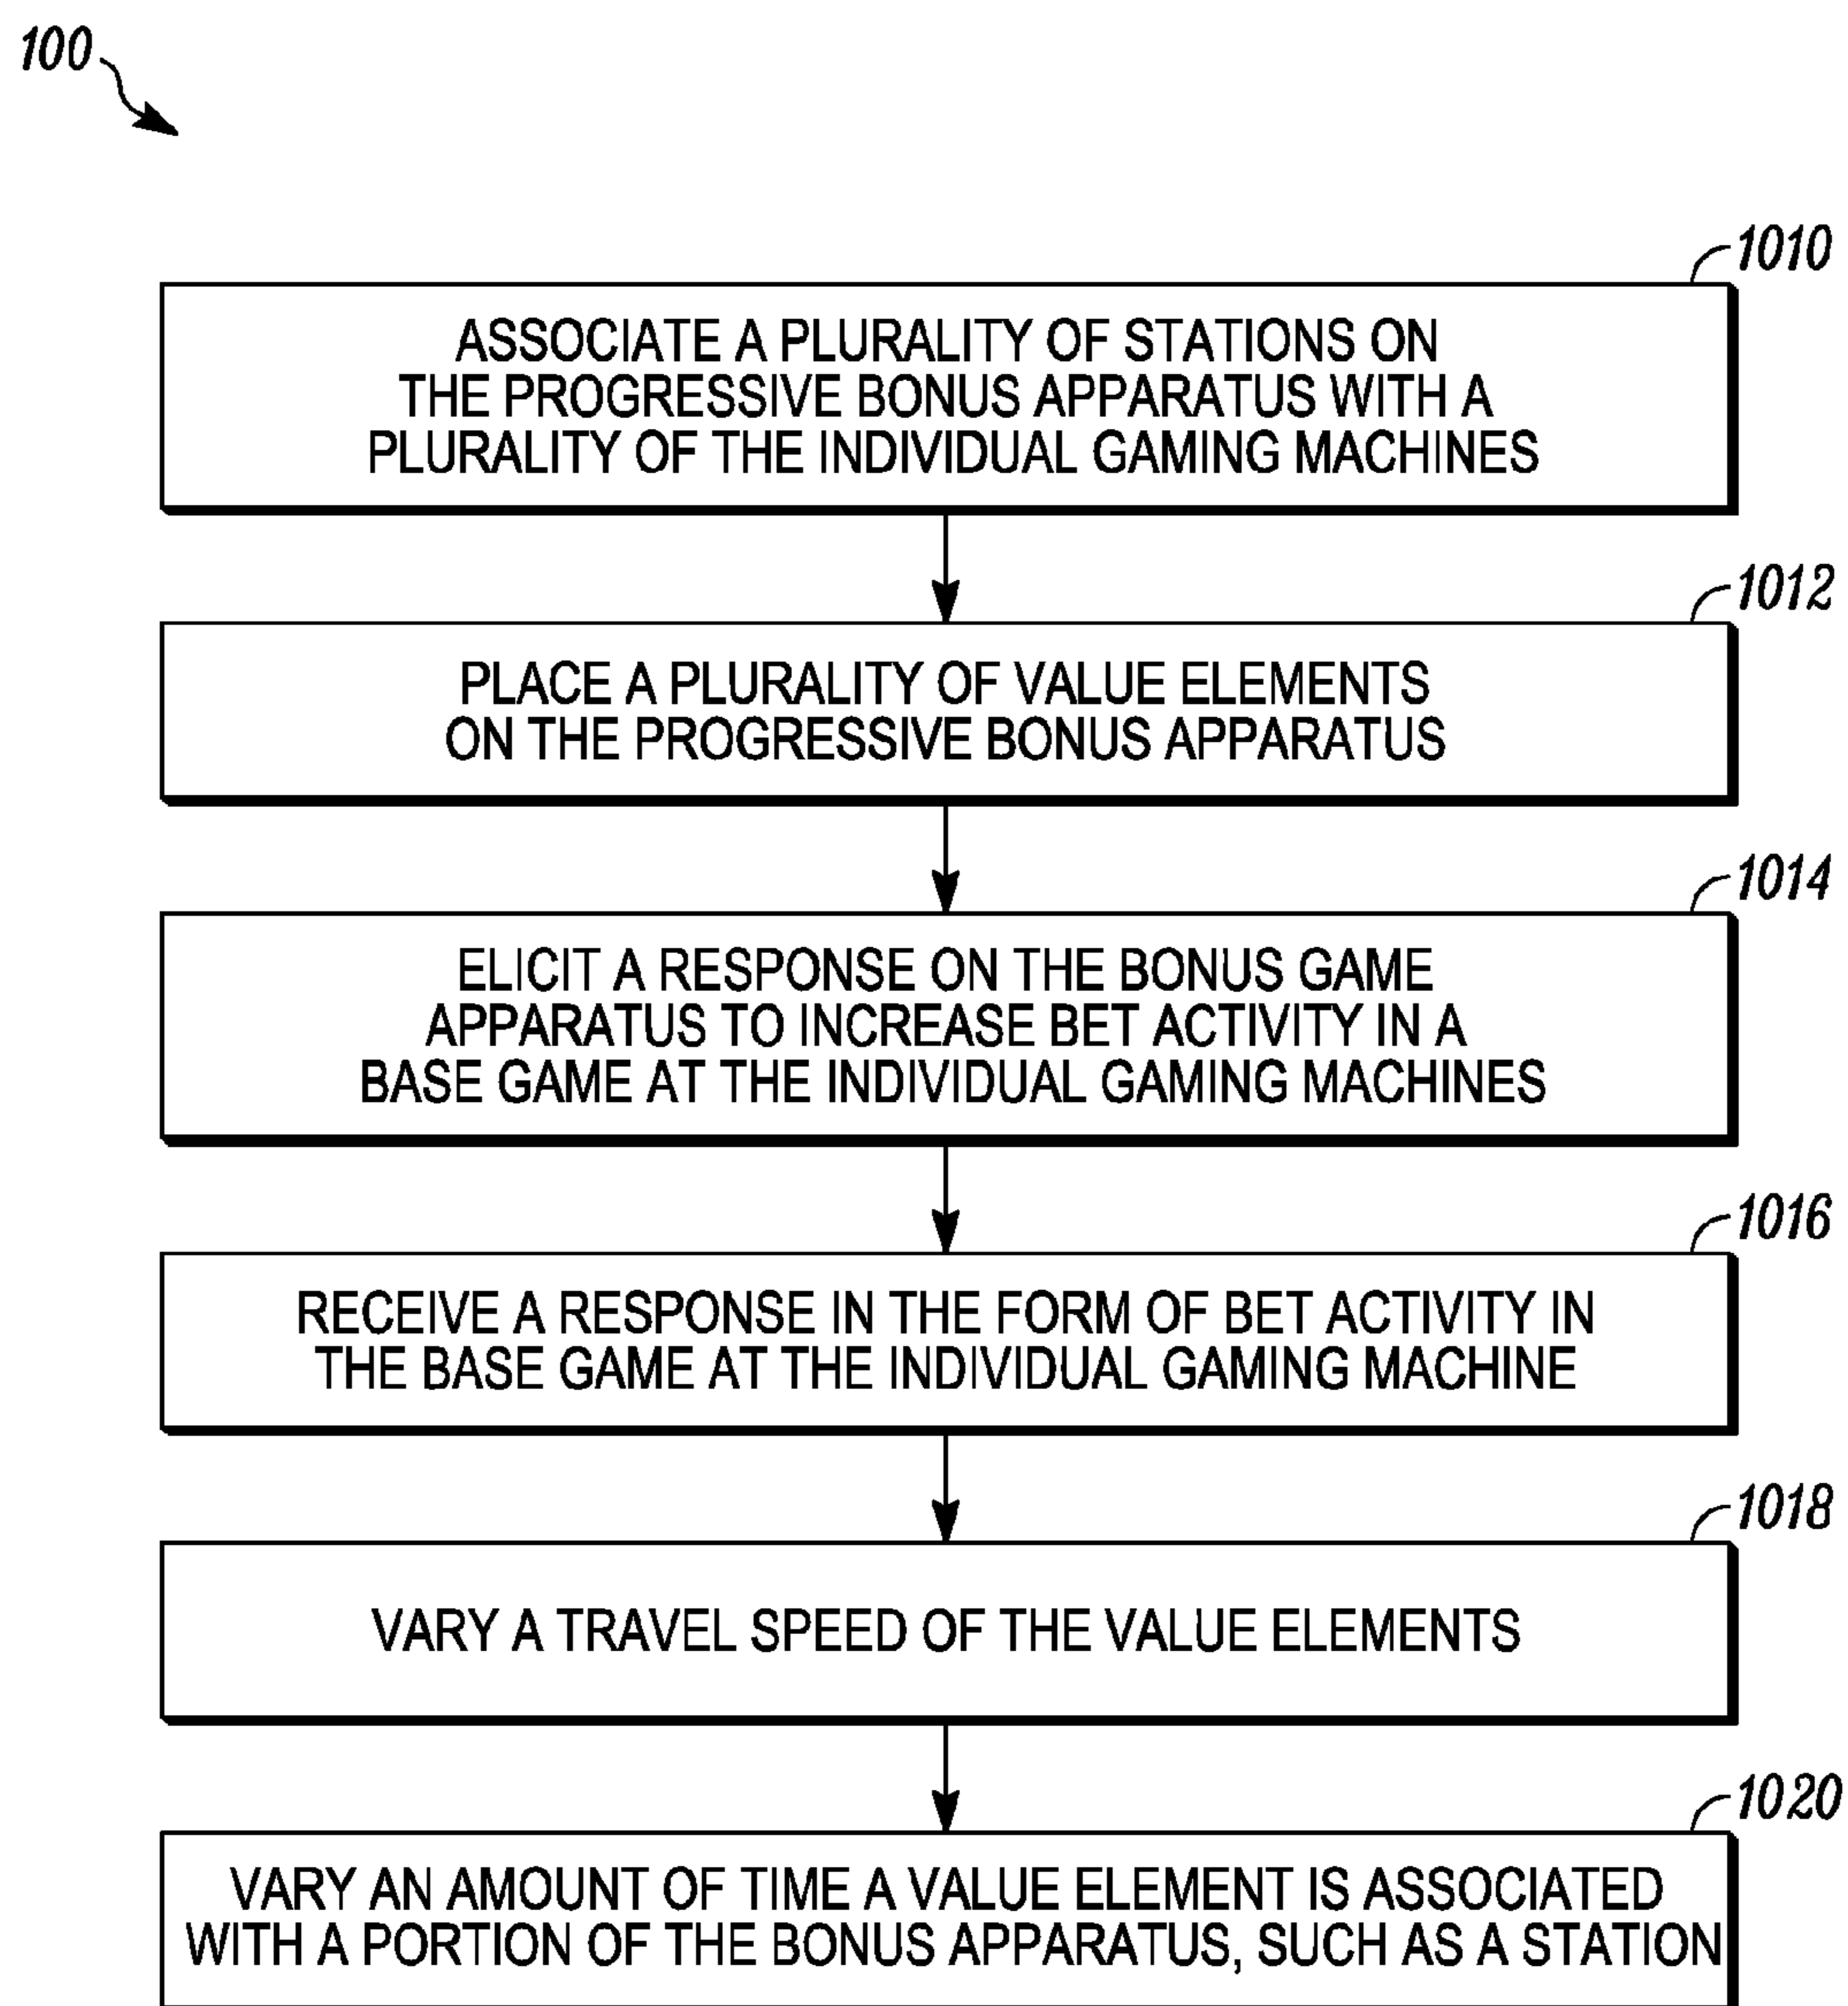 100
1010
ASSOCIATE A PLURALITY OF STATIONS ON
THE PROGRESSIVE BONUS APPARATUS WITH A
PLURALITY OF THE INDIVIDUAL GAMING MACHINES
1012
PLACE A PLURALITY OF VALUE ELEMENTS
ON THE PROGRESSIVE BONUS APPARATUS
1014
ELICIT A RESPONSE ON THE BONUS GAME
APPARATUS TO INCREASE BET ACTIVITY IN A
BASE GAME AT THE INDIVIDUAL GAMING MACHINES
1016
RECEIVE A RESPONSE IN THE FORM OF BET ACTIVITY IN
THE BASE GAME AT THE INDIVIDUAL GAMING MACHINE
1018
VARY A TRAVEL SPEED OF THE VALUE ELEMENTS
1020
VARY AN AMOUNT OF TIME A VALUE ELEMENT IS ASSOCIATED
WITH A PORTION OF THE BONUS APPARATUS, SUCH AS A STATION